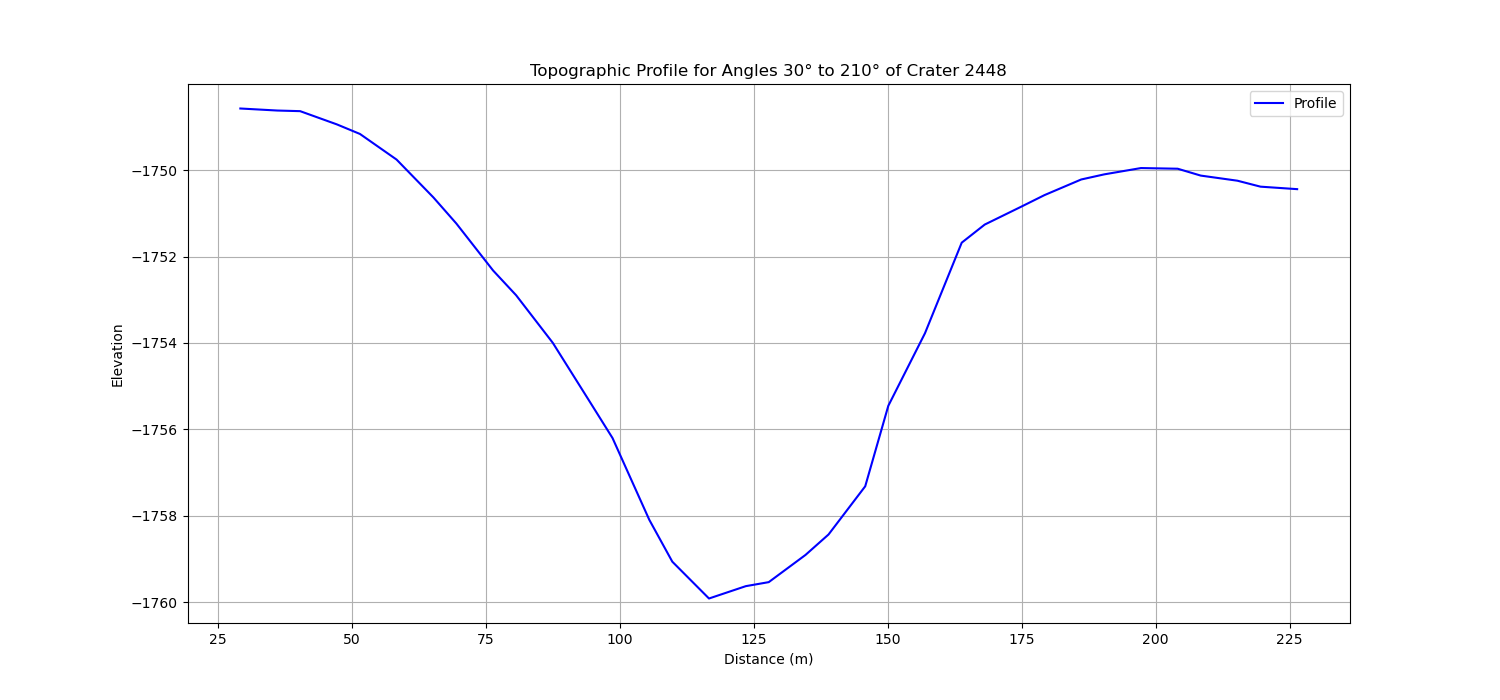 Topographic Profile for Angles 30° to 210° of Crater 2448
Profile
Elevation
−1750
−1752
−1754
−1756
−1758
−1760
25 50 75 100 125 150 175 200 225
Distance (m)